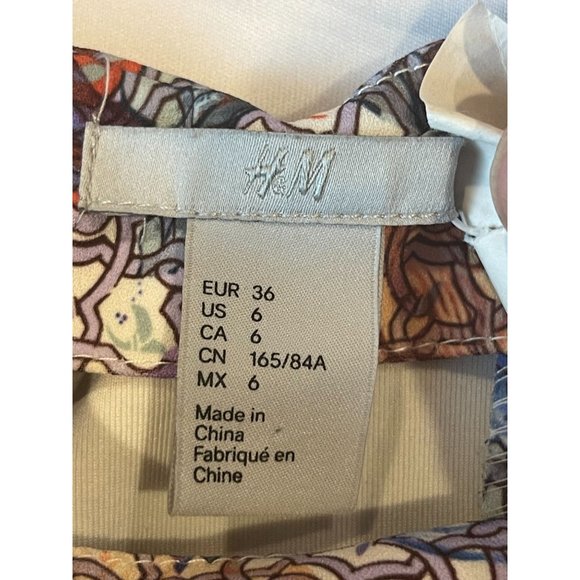 H&M
EUR 36
US 6
CA 6
CN 165/84A
MX 6
Made in
China
Fabriqué en
Chine